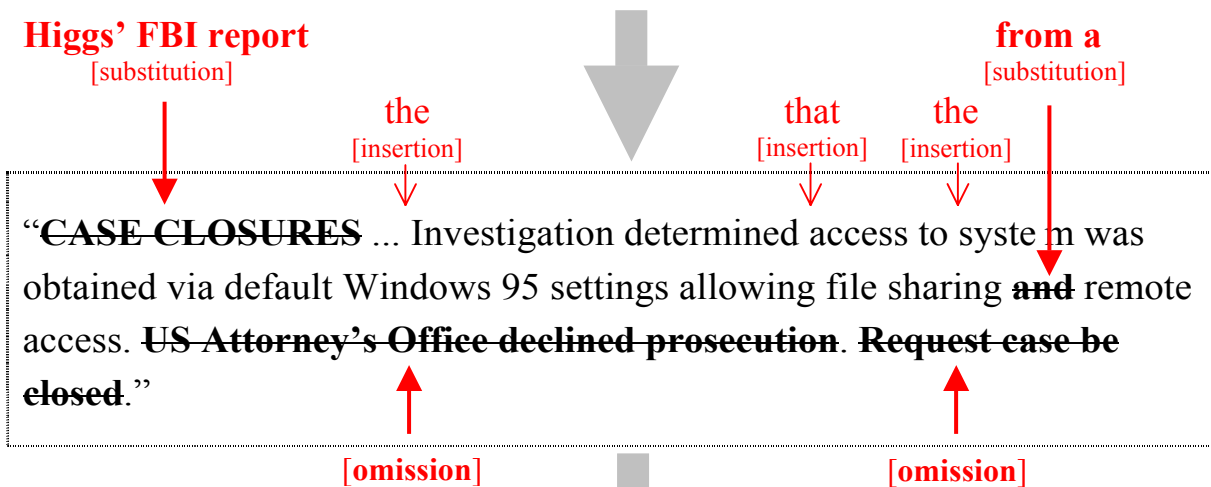 Higgs’ FBI report from a
[substitution] [substitution]
the that the
[insertion] [insertion] [insertion]
“CASE CLOSURES ... Investigation determined access to syste m was
obtained via default Windows 95 settings allowing file sharing and remote
access. US Attorney’s Office declined prosecution. Request case be
closed.”
[omission] [omission]